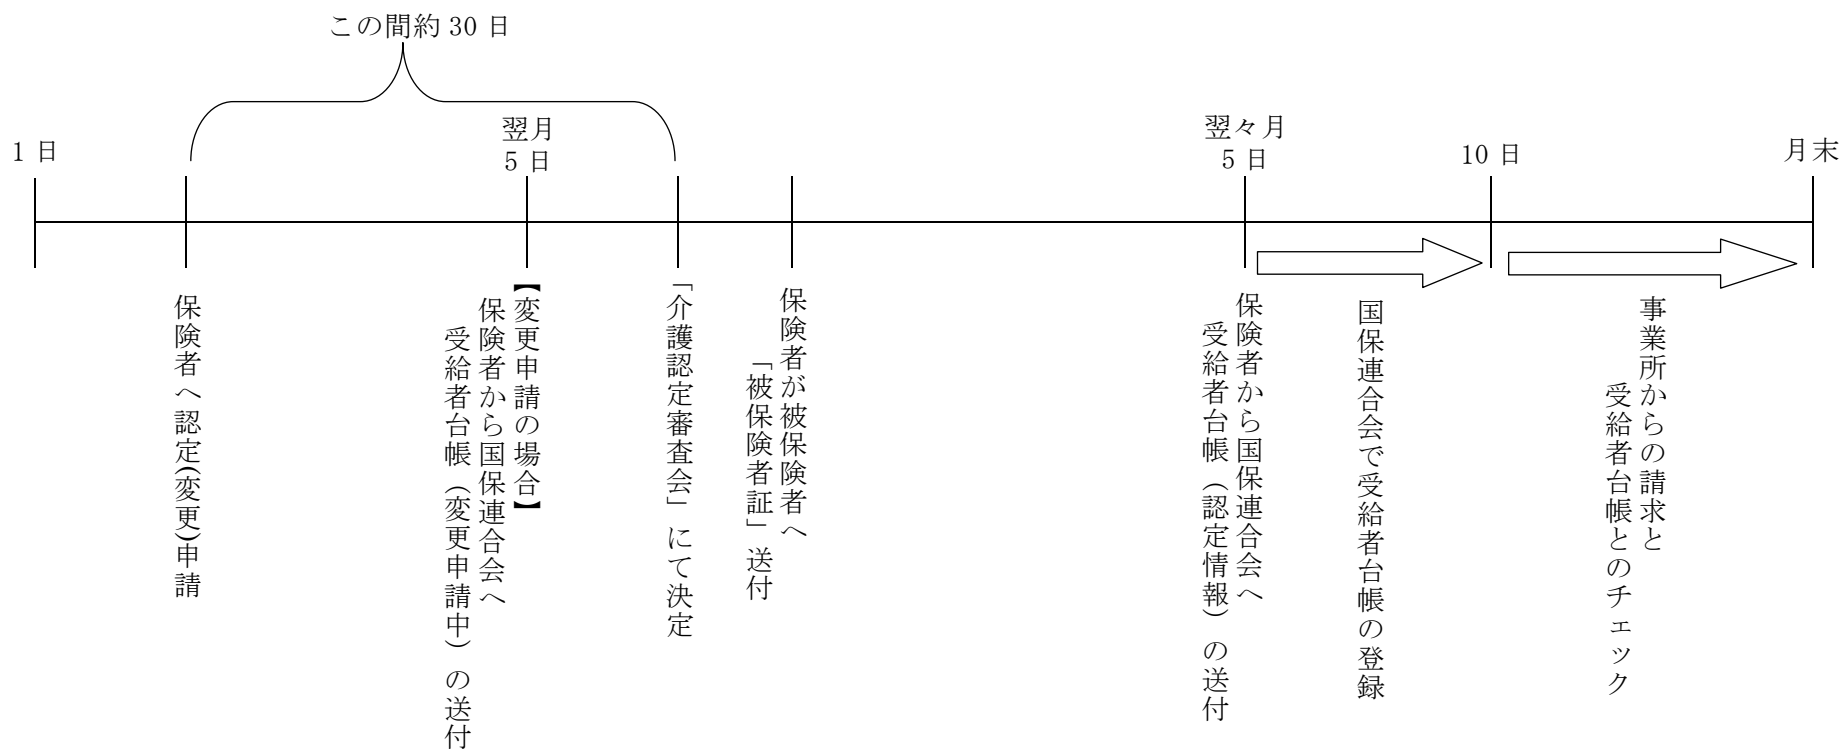 この間約 30 日
1 日
翌月
5 日
翌々月
5 日
10 日
月末
保険者へ認定(変更)申請
【変更申請の場合】
保険者から国保連合会へ
受給者台帳（変更申請中）の送付
「介護認定審査会」にて決定
保険者が被保険者へ
「被保険者証」送付
保険者から国保連合会へ
受給者台帳（認定情報）の送付
国保連合会で受給者台帳の登録
事業所からの請求と
受給者台帳とのチェック